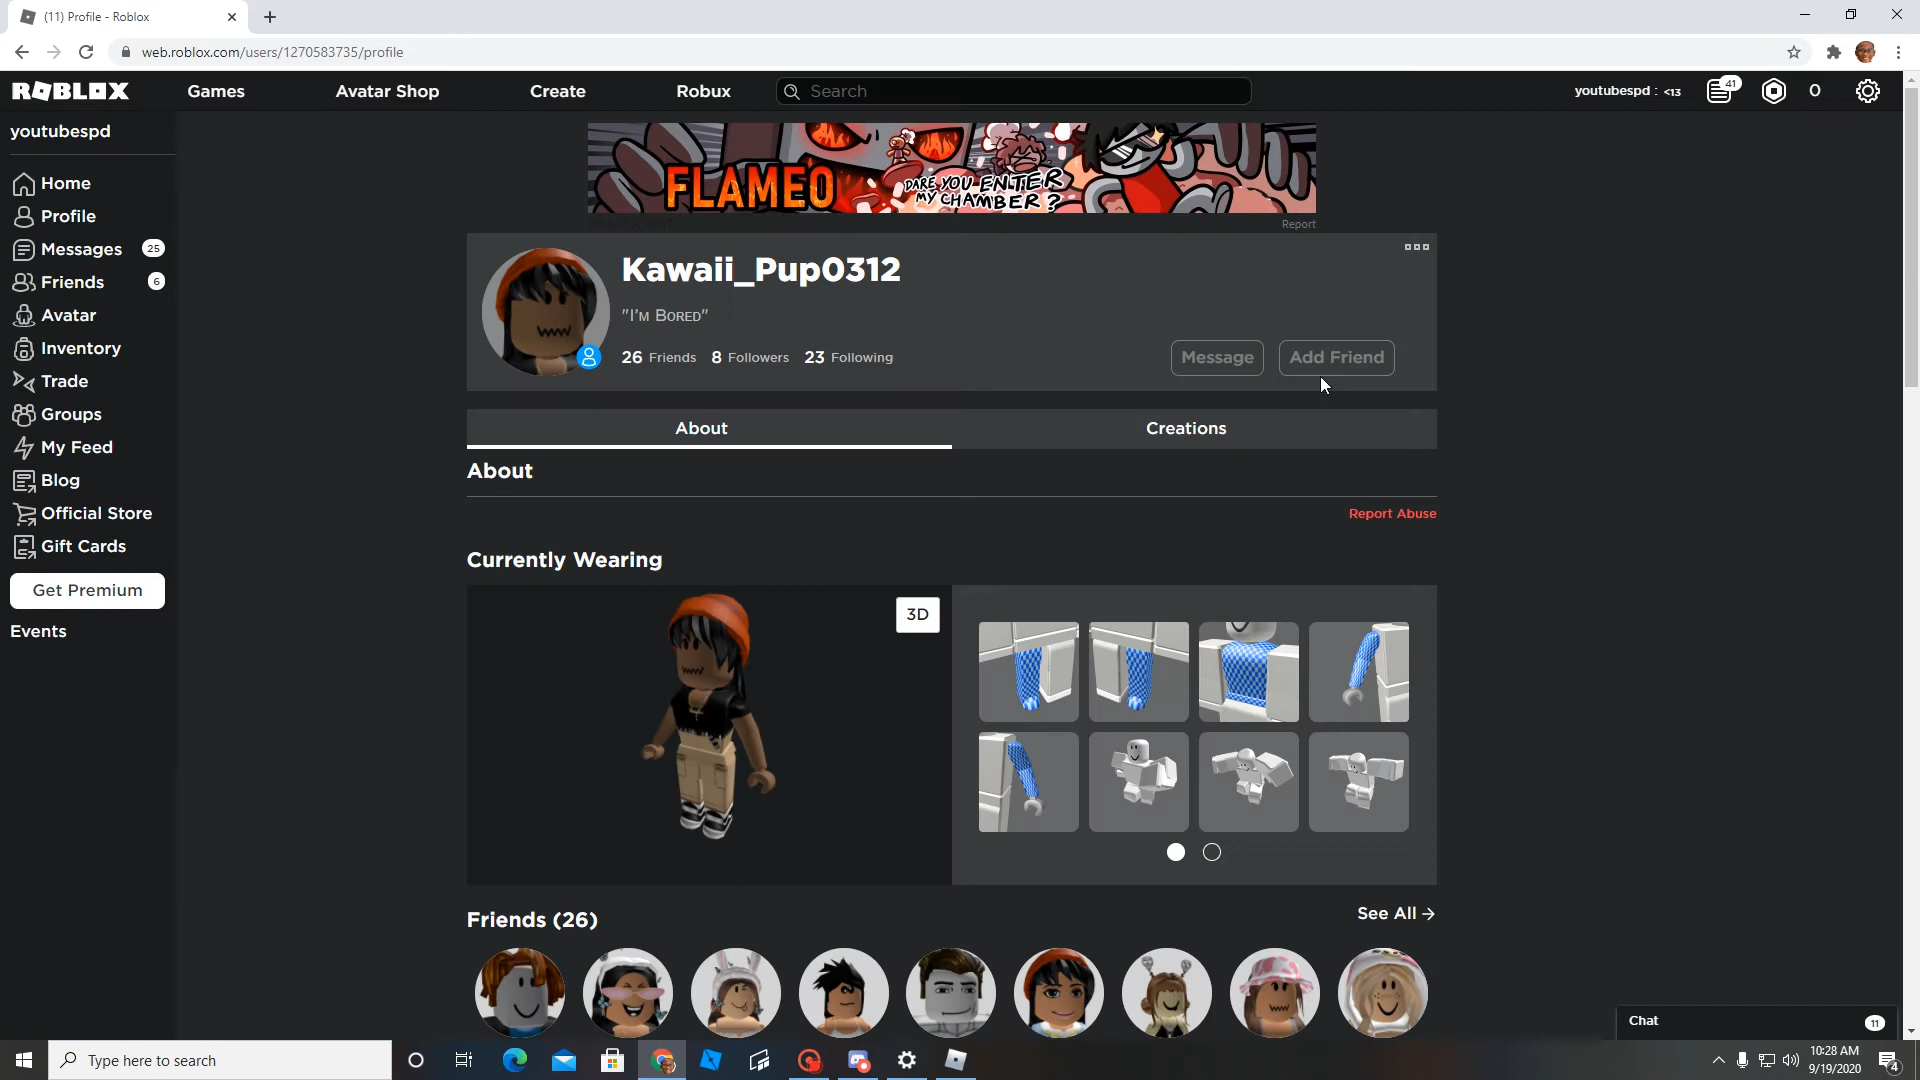 (11) Profile - Roblox
web.roblox.com/users/1270583735/profile
ROBLOX
Games
Avatar Shop
Create
Robux
Search
youtubespd : <13
41
0
youtubespd
Home
Profile
Messages 25
Friends 6
Avatar
Inventory
Trade
Groups
My Feed
Blog
Official Store
Gift Cards
Get Premium
Events
FLAMEO
DARE YOU ENTER
MY CHAMBER?
Report
Kawaii_Pup0312
"I'm Bored"
26 Friends 8 Followers 23 Following
Message
Add Friend
About
Creations
About
Report Abuse
Currently Wearing
3D
Friends (26)
See All
Chat
11
Type here to search
10:28 AM
9/19/2020
4